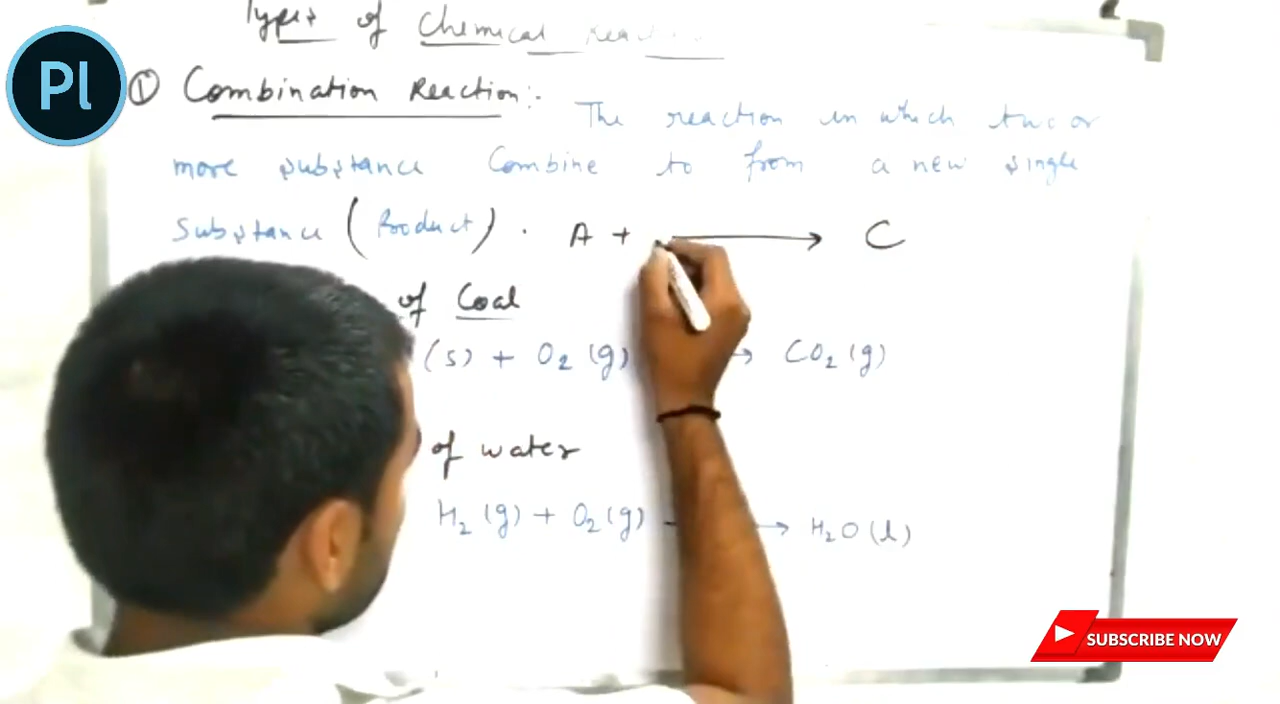 Types of Chemical Reac
Pl
① Combination Reaction:-
The reaction in which two or
more substance Combine to from a new single
Substance (Product). A + → C
of Coal
(s) + O₂ (g) → CO₂ (g)
of water
H₂ (g) + O₂ (g) → H₂O (l)
SUBSCRIBE NOW